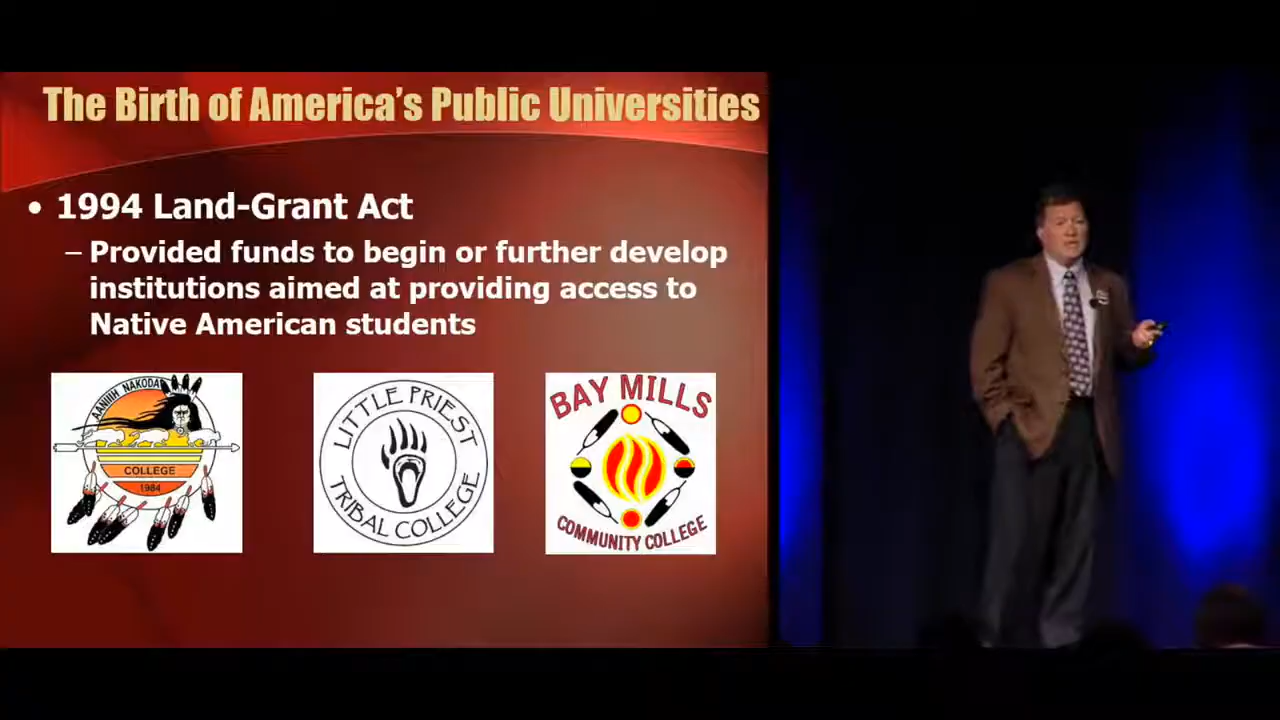 The Birth of America’s Public Universities
• 1994 Land-Grant Act
– Provided funds to begin or further develop
institutions aimed at providing access to
Native American students
AANIIIH NAKODA
COLLEGE
1984
LITTLE PRIEST
TRIBAL COLLEGE
BAY MILLS
COMMUNITY COLLEGE